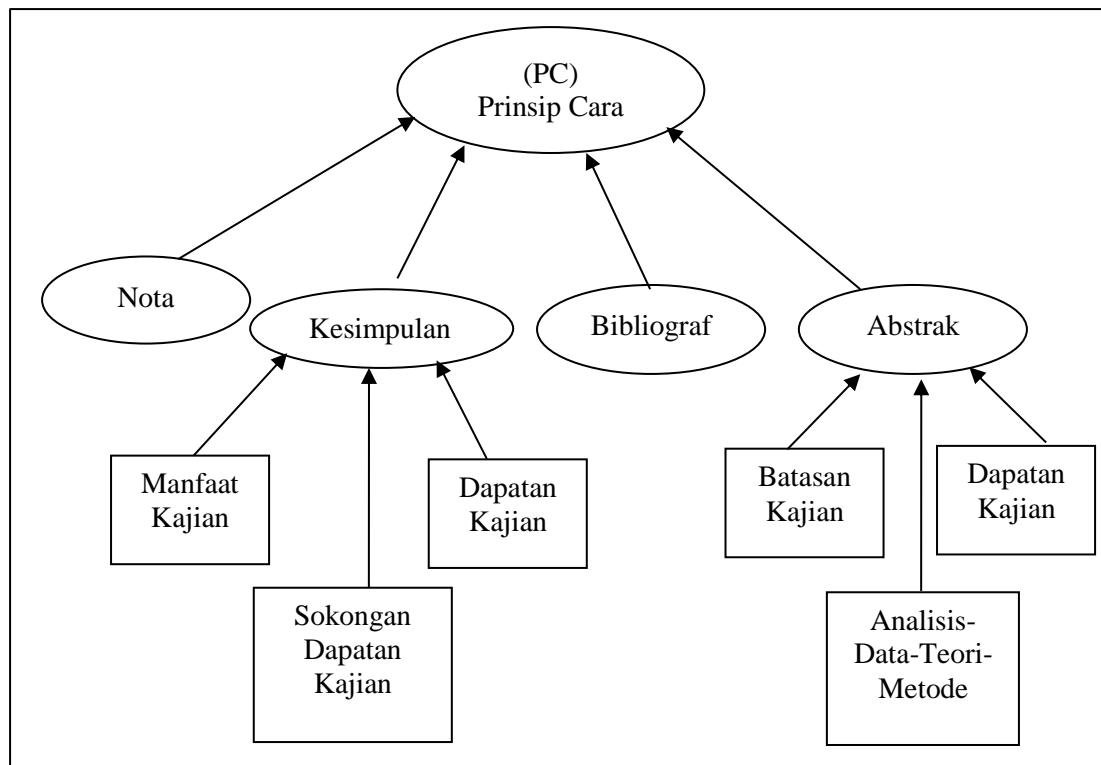 (PC)
Prinsip Cara
Nota
Kesimpulan
Bibliograf
Abstrak
Manfaat
Kajian
Dapatan
Kajian
Batasan
Kajian
Dapatan
Kajian
Sokongan
Dapatan
Kajian
Analisis-
Data-Teori-
Metode